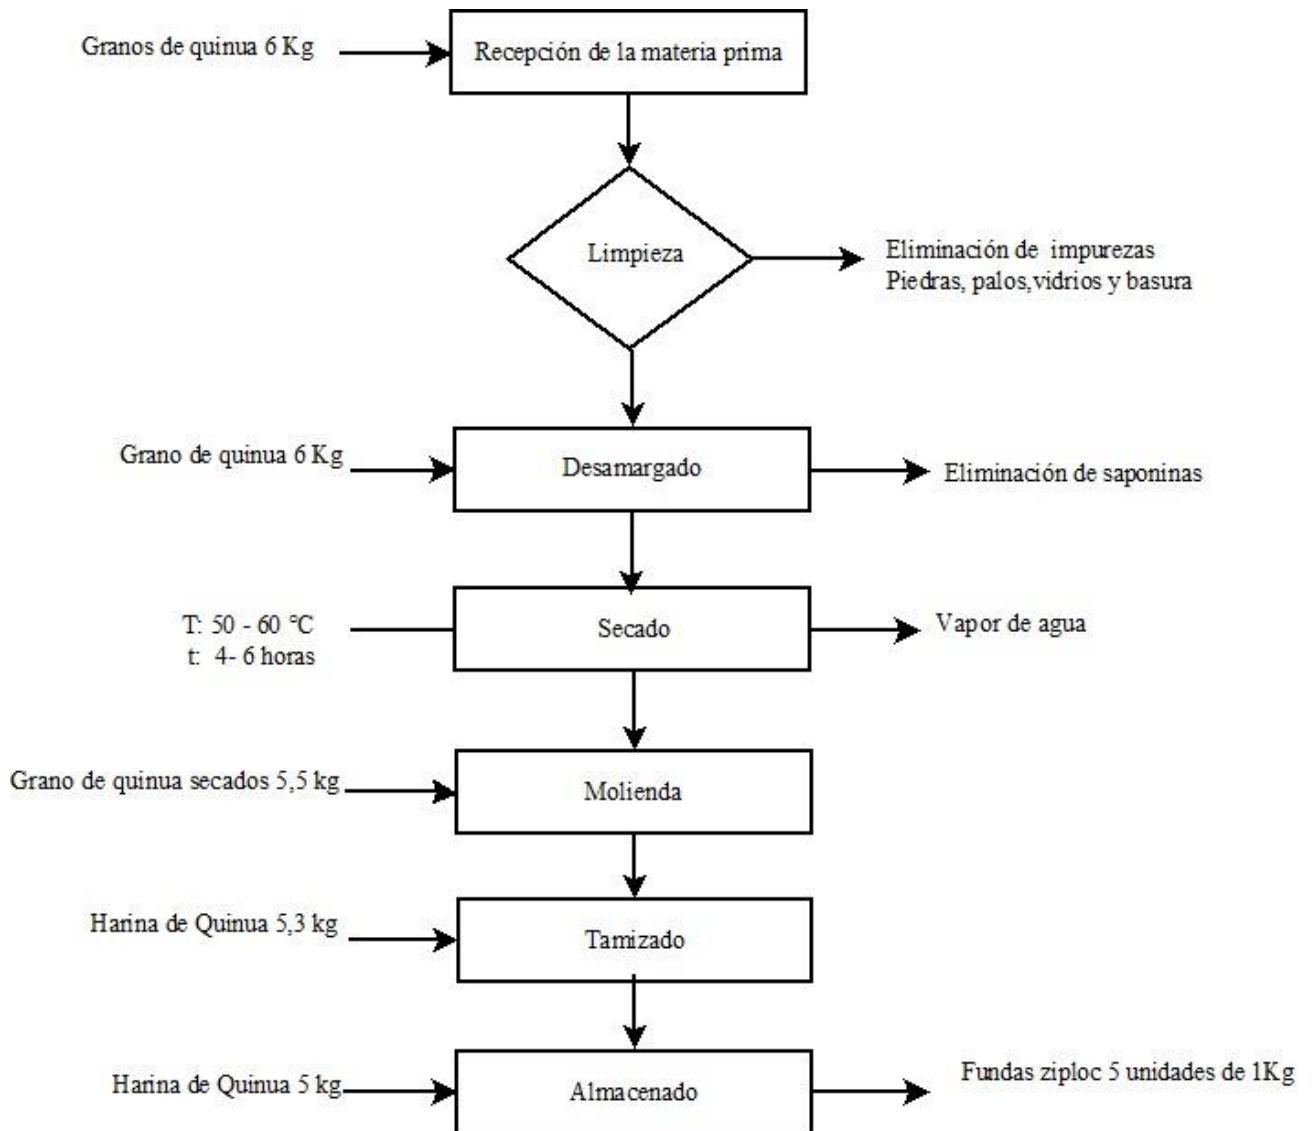 Granos de quinua 6 Kg
Recepción de la materia prima
Limpieza
Eliminación de impurezas
Piedras, palos,vidrios y basura
Grano de quinua 6 Kg
Desamargado
Eliminación de saponinas
T: 50 - 60 °C
t: 4- 6 horas
Secado
Vapor de agua
Grano de quinua secados 5,5 kg
Molienda
Harina de Quinua 5,3 kg
Tamizado
Harina de Quinua 5 kg
Almacenado
Fundas ziploc 5 unidades de 1Kg